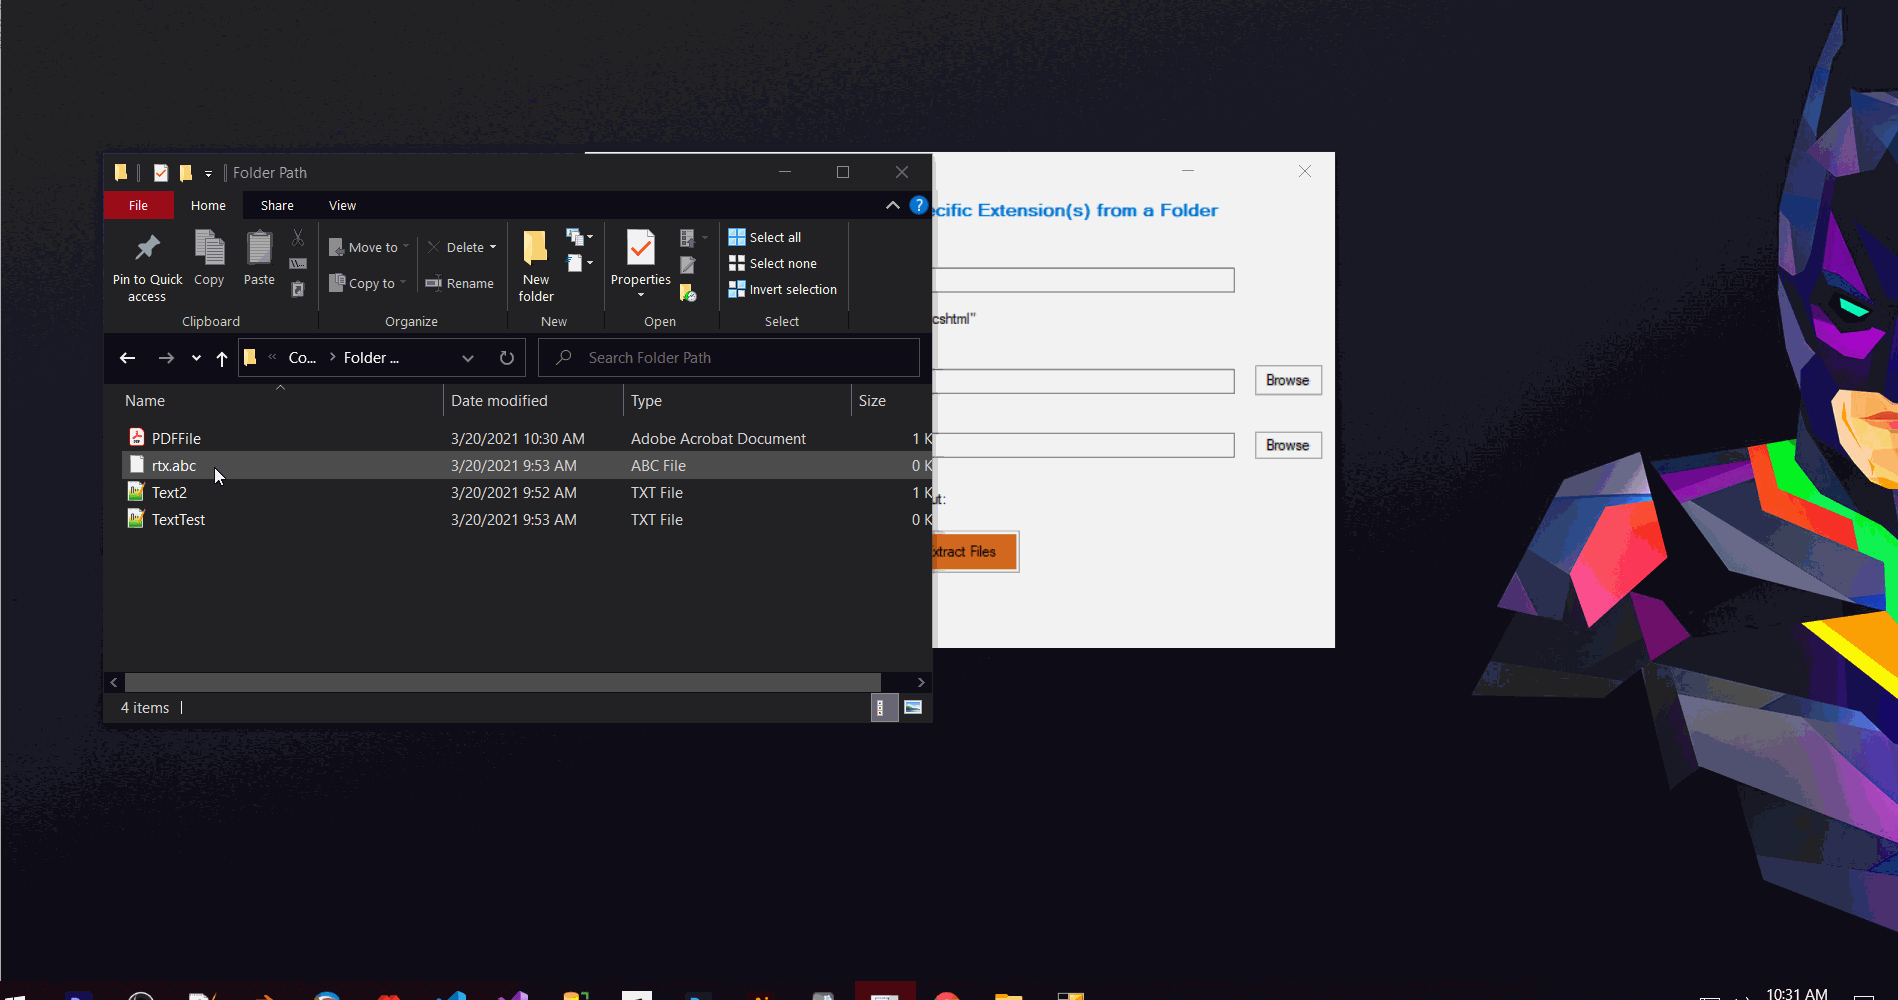 Folder Path
File Home Share View
?
Pin to Quick access
Copy
Paste
Clipboard
Move to
Copy to
Delete
Rename
Organize
New folder
New
Properties
Open
Select all
Select none
Invert selection
Select
« Co... > Folder ...
Search Folder Path
Name Date modified Type Size
PDFFile 3/20/2021 10:30 AM Adobe Acrobat Document 1 K
rtx.abc 3/20/2021 9:53 AM ABC File 0 K
Text2 3/20/2021 9:52 AM TXT File 1 K
TextTest 3/20/2021 9:53 AM TXT File 0 K
4 items
ecific Extension(s) from a Folder
cshtml"
Browse
Browse
ut:
xtract Files
10:31 AM